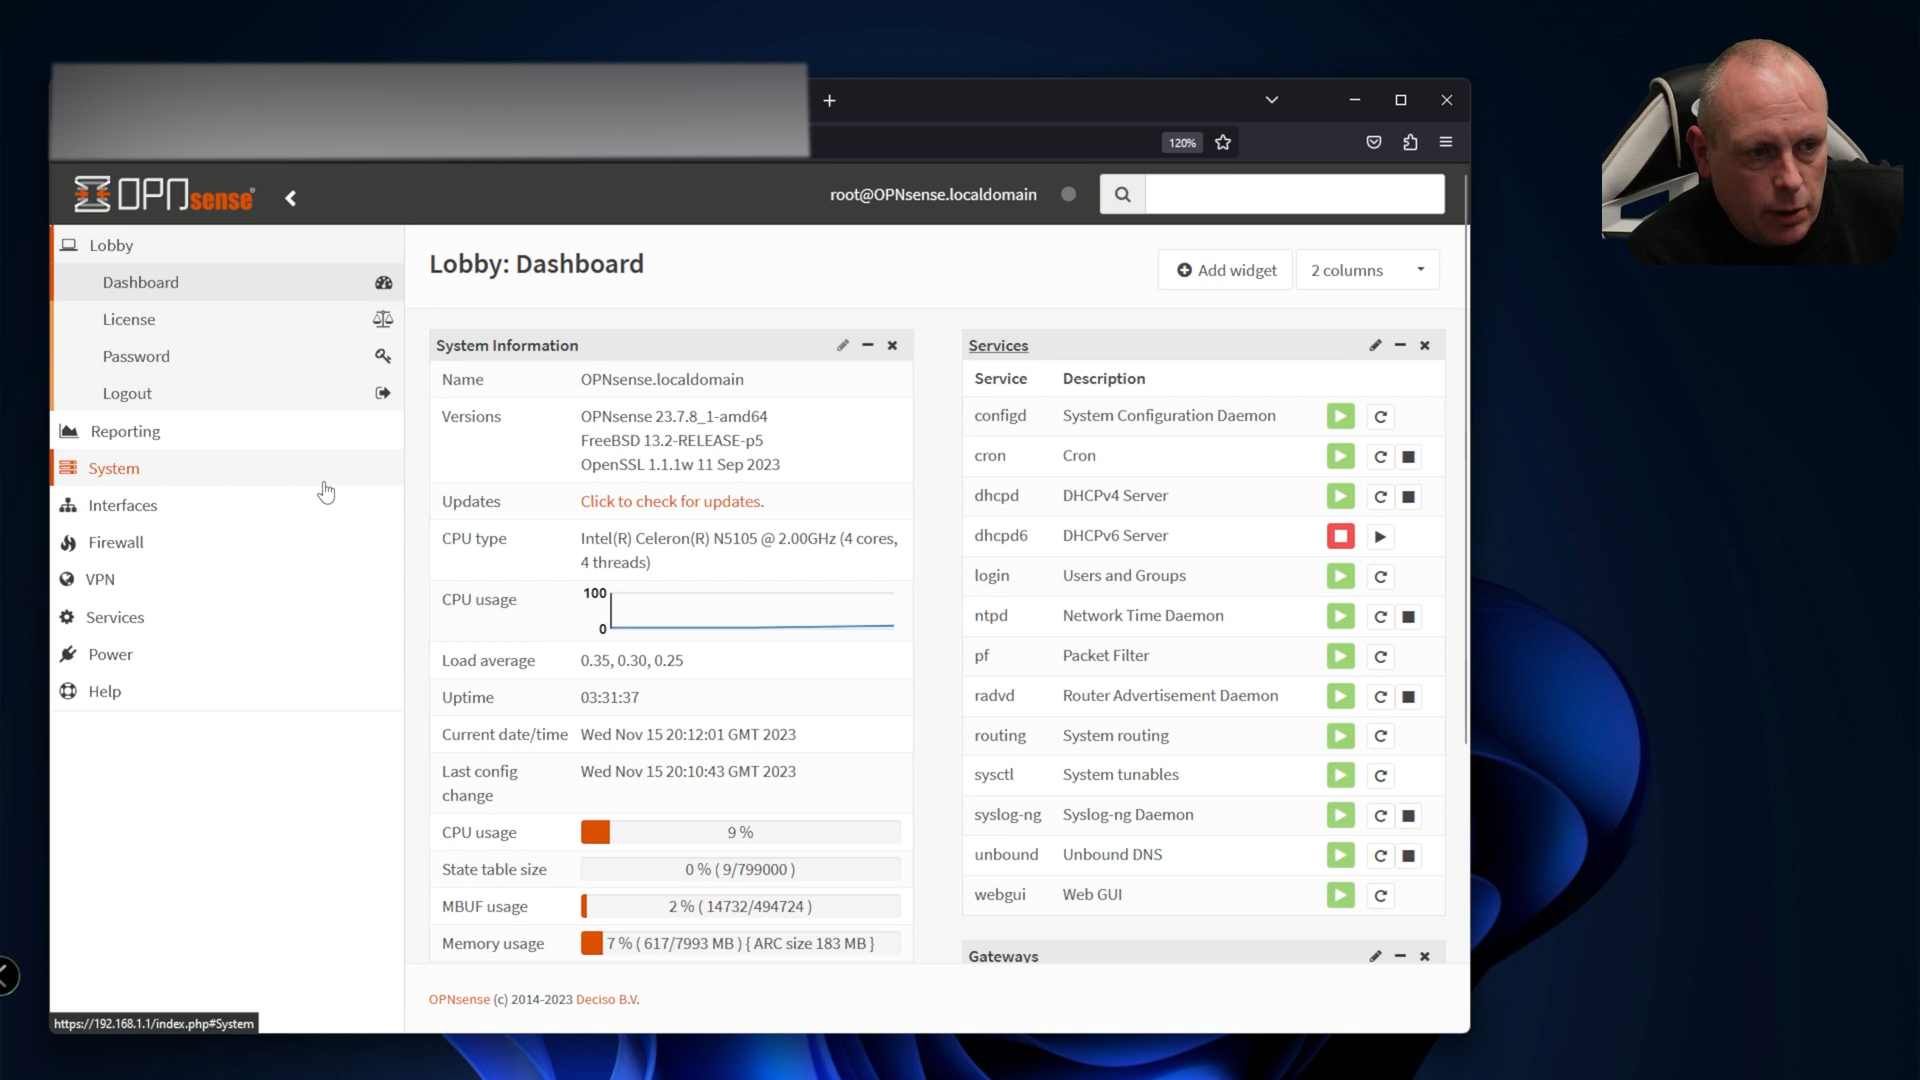 120%
OPNsense
root@OPNsense.localdomain
Lobby
Dashboard
License
Password
Logout
Reporting
System
Interfaces
Firewall
VPN
Services
Power
Help
Lobby: Dashboard
Add widget
2 columns
System Information
Name OPNsense.localdomain
Versions OPNsense 23.7.8_1-amd64
FreeBSD 13.2-RELEASE-p5
OpenSSL 1.1.1w 11 Sep 2023
Updates Click to check for updates.
CPU type Intel(R) Celeron(R) N5105 @ 2.00GHz (4 cores,
4 threads)
CPU usage 100
0
Load average 0.35, 0.30, 0.25
Uptime 03:31:37
Current date/time Wed Nov 15 20:12:01 GMT 2023
Last config Wed Nov 15 20:10:43 GMT 2023
change
CPU usage 9 %
State table size 0 % ( 9/799000 )
MBUF usage 2 % ( 14732/494724 )
Memory usage 7 % ( 617/7993 MB ) { ARC size 183 MB }
Services
Service Description
configd System Configuration Daemon
cron Cron
dhcpd DHCPv4 Server
dhcpd6 DHCPv6 Server
login Users and Groups
ntpd Network Time Daemon
pf Packet Filter
radvd Router Advertisement Daemon
routing System routing
sysctl System tunables
syslog-ng Syslog-ng Daemon
unbound Unbound DNS
webgui Web GUI
Gateways
OPNsense (c) 2014-2023 Deciso B.V.
https://192.168.1.1/index.php#System